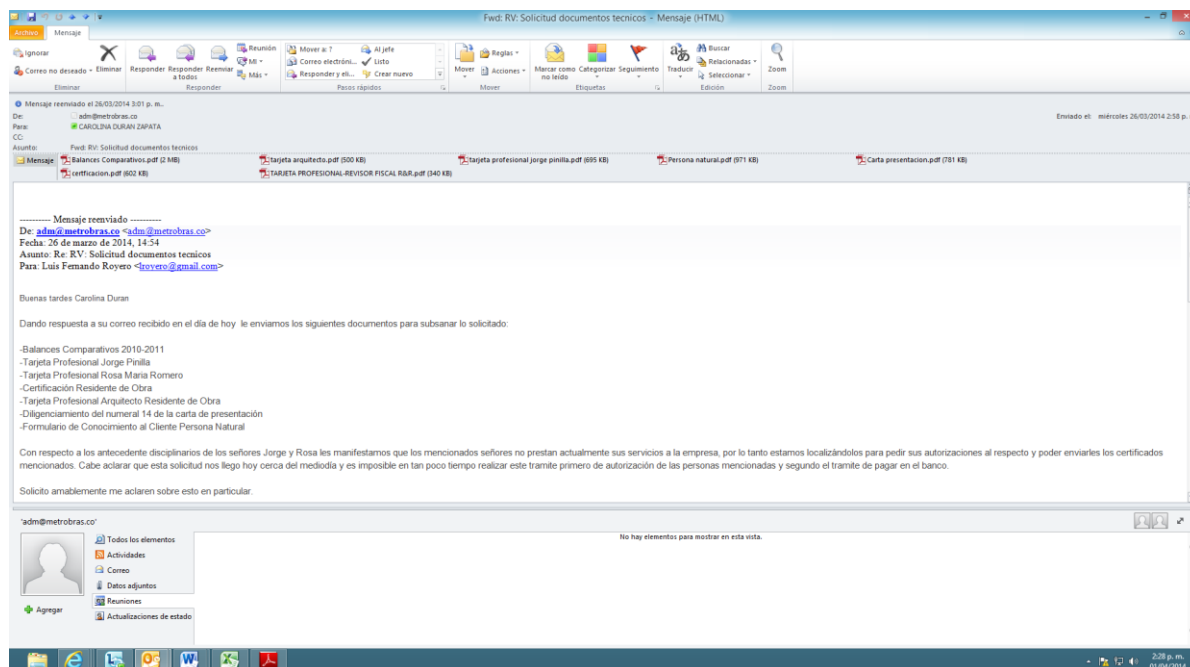 Fwd: RV: Solicitud documentos tecnicos - Mensaje (HTML)
Archivo Mensaje
Ignorar
Correo no deseado
Eliminar
Responder
Responder a todos
Reenviar
Reunión
MI
Más
Mover a: ?
Correo electróni...
Responder y eli...
Al jefe
Listo
Crear nuevo
Mover
Reglas
Acciones
Marcar como no leído
Categorizar
Seguimiento
Traducir
Buscar
Relacionadas
Seleccionar
Zoom
Eliminar Responder Pasos rápidos Mover Etiquetas Edición Zoom
Mensaje reenviado el 26/03/2014 3:01 p. m..
De: adm@metrobras.co Enviado el: miércoles 26/03/2014 2:58 p.
Para: CAROLINA DURAN ZAPATA
CC:
Asunto: Fwd: RV: Solicitud documentos tecnicos
Mensaje Balances Comparativos.pdf (2 MB) tarjeta arquitecto.pdf (500 KB) tarjeta profesional jorge pinilla.pdf (695 KB) Persona natural.pdf (971 KB) Carta presentacion.pdf (781 KB)
certficacion.pdf (602 KB) TARJETA PROFESIONAL-REVISOR FISCAL R&R.pdf (340 KB)
---------- Mensaje reenviado ----------
De: adm@metrobras.co <adm@metrobras.co>
Fecha: 26 de marzo de 2014, 14:54
Asunto: Re: RV: Solicitud documentos tecnicos
Para: Luis Fernando Royero <lroyero@gmail.com>
Buenas tardes Carolina Duran
Dando respuesta a su correo recibido en el día de hoy le enviamos los siguientes documentos para subsanar lo solicitado:
-Balances Comparativos 2010-2011
-Tarjeta Profesional Jorge Pinilla
-Tarjeta Profesional Rosa Maria Romero
-Certificación Residente de Obra
-Tarjeta Profesional Arquitecto Residente de Obra
-Diligenciamiento del numeral 14 de la carta de presentación
-Formulario de Conocimiento al Cliente Persona Natural
Con respecto a los antecedente disciplinarios de los señores Jorge y Rosa les manifestamos que los mencionados señores no prestan actualmente sus servicios a la empresa, por lo tanto estamos localizándolos para pedir sus autorizaciones al respecto y poder enviarles los certificados
mencionados. Cabe aclarar que esta solicitud nos llego hoy cerca del mediodía y es imposible en tan poco tiempo realizar este tramite primero de autorización de las personas mencionadas y segundo el tramite de pagar en el banco.
Solicito amablemente me aclaren sobre esto en particular.
'adm@metrobras.co'
Todos los elementos
Actividades
Correo
Datos adjuntos
Reuniones
Actualizaciones de estado
Agregar
No hay elementos para mostrar en esta vista.
2:28 p. m.
01/04/2014